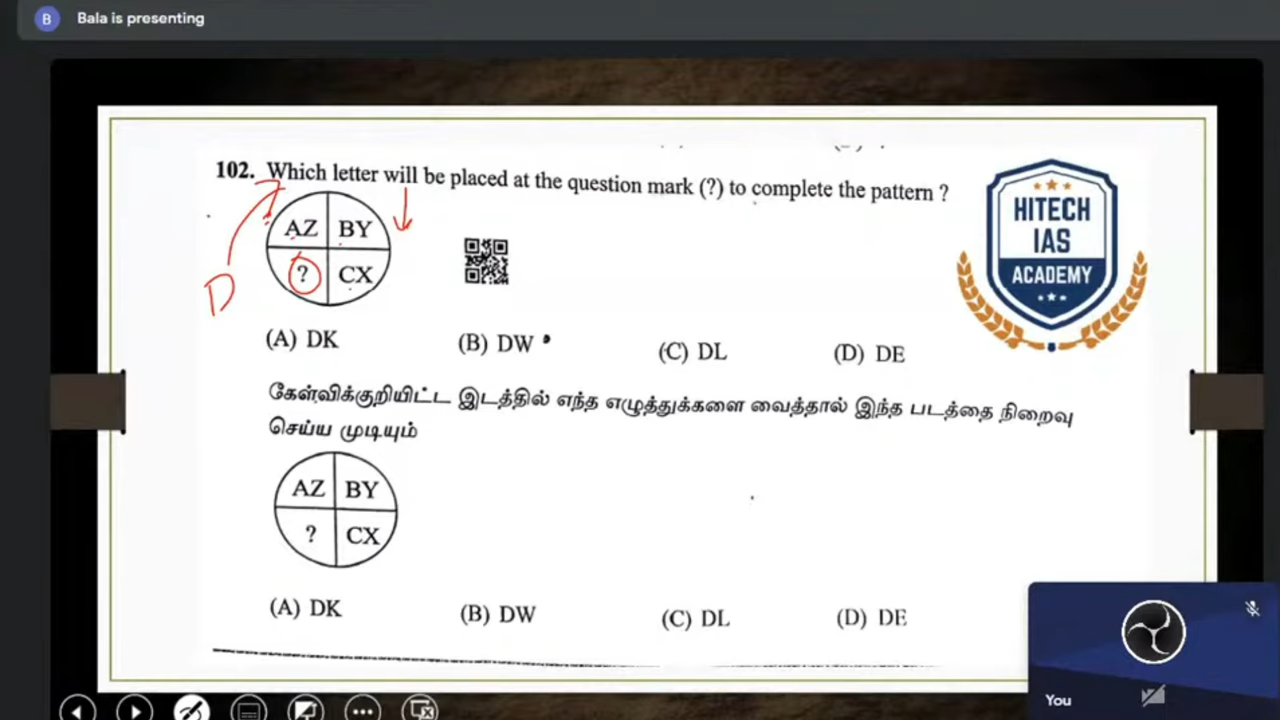 B Bala is presenting
102. Which letter will be placed at the question mark (?) to complete the pattern ?
AZ BY
? CX
D
(A) DK (B) DW (C) DL (D) DE
கேள்விக்குறியிட்ட இடத்தில் எந்த எழுத்துக்களை வைத்தால் இந்த படத்தை நிறைவு
செய்ய முடியும்
AZ BY
? CX
(A) DK (B) DW (C) DL (D) DE
HITECH
IAS
ACADEMY
You